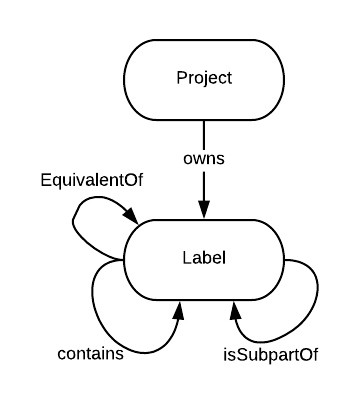 Project
owns
EquivalentOf
Label
contains
isSubpartOf